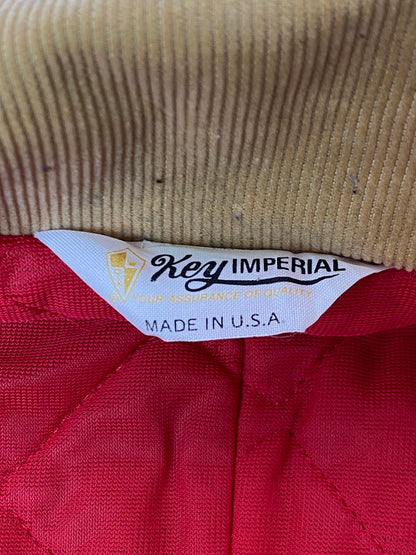 Key IMPERIAL
YOUR ASSURANCE OF QUALITY
MADE IN U.S.A.